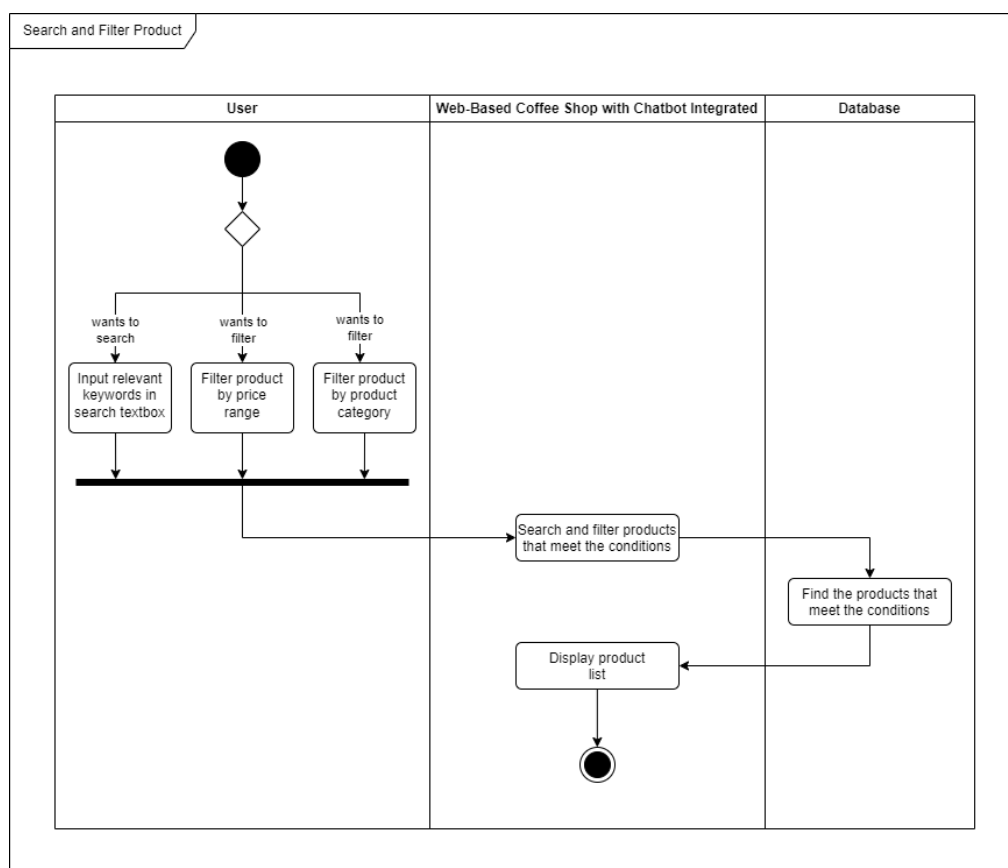 Search and Filter Product
User
Web-Based Coffee Shop with Chatbot Integrated
Database
wants to
search
wants to
filter
wants to
filter
Input relevant
keywords in
search textbox
Filter product
by price
range
Filter product
by product
category
Search and filter products
that meet the conditions
Find the products that
meet the conditions
Display product
list